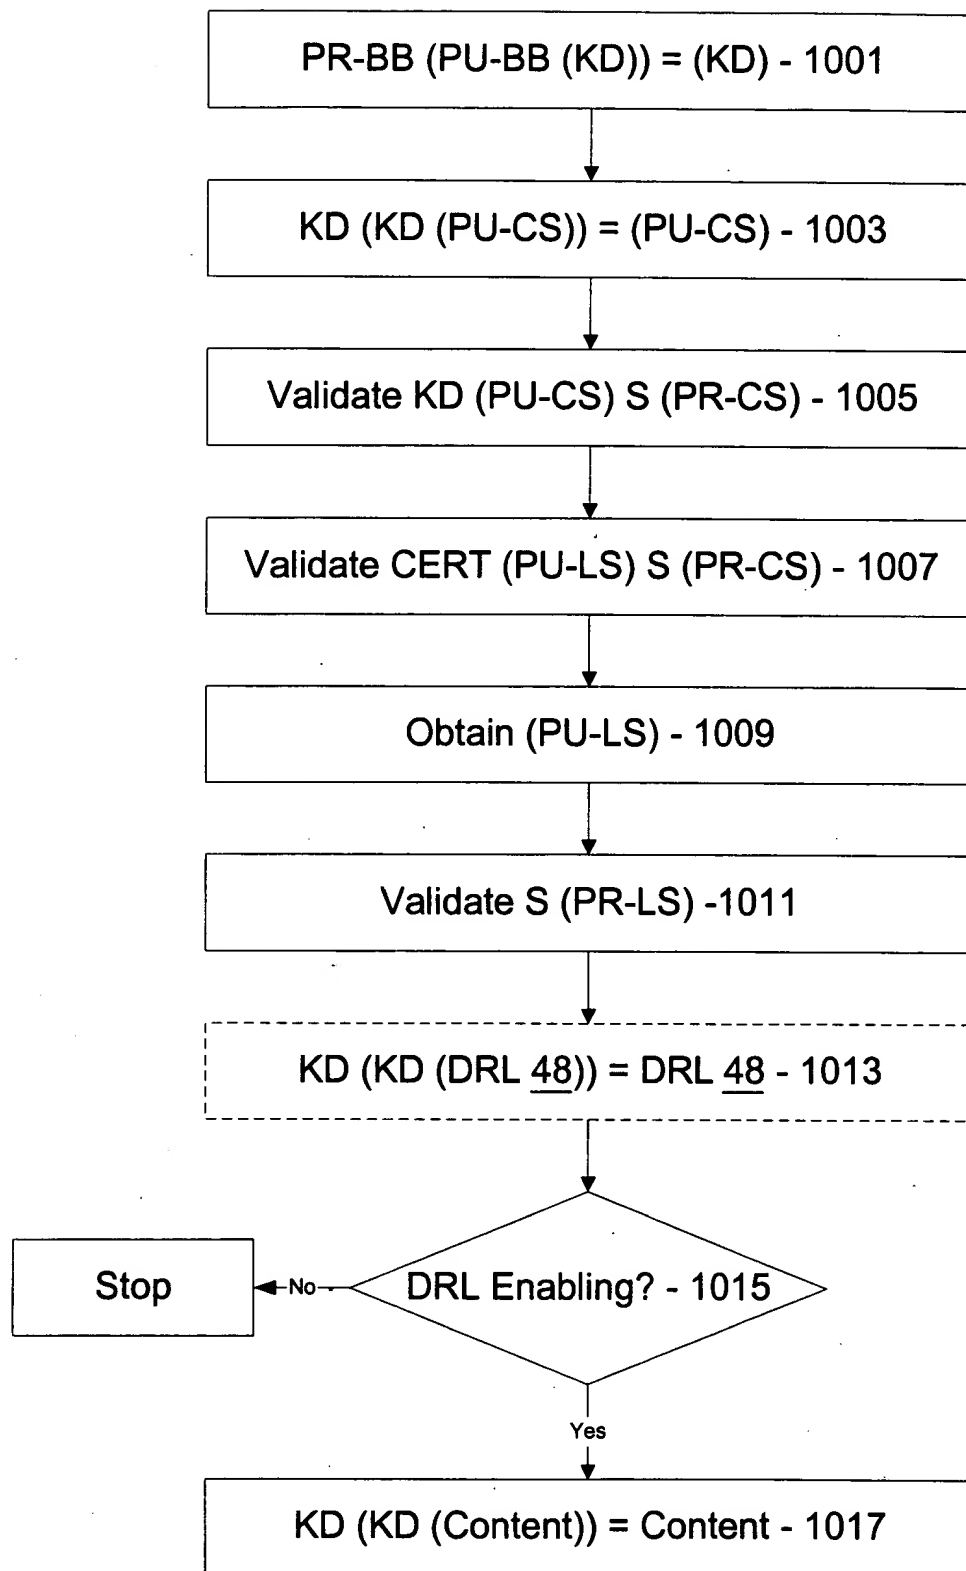 PR-BB (PU-BB (KD)) = (KD) - 1001
KD (KD (PU-CS)) = (PU-CS) - 1003
Validate KD (PU-CS) S (PR-CS) - 1005
Validate CERT (PU-LS) S (PR-CS) - 1007
Obtain (PU-LS) - 1009
Validate S (PR-LS) -1011
KD (KD (DRL 48)) = DRL 48 - 1013
DRL Enabling? - 1015
No
Stop
Yes
KD (KD (Content)) = Content - 1017